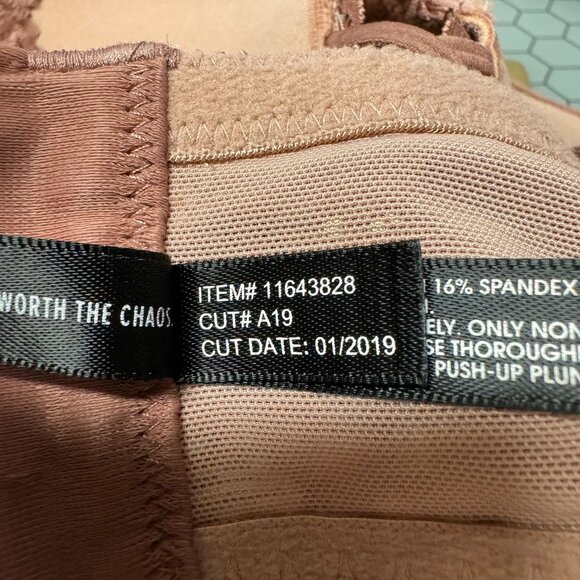 WORTH THE CHAOS.
ITEM# 11643828
CUT# A19
CUT DATE: 01/2019
16% SPANDEX
ELY. ONLY NON
SE THOROUGH
PUSH-UP PLUN